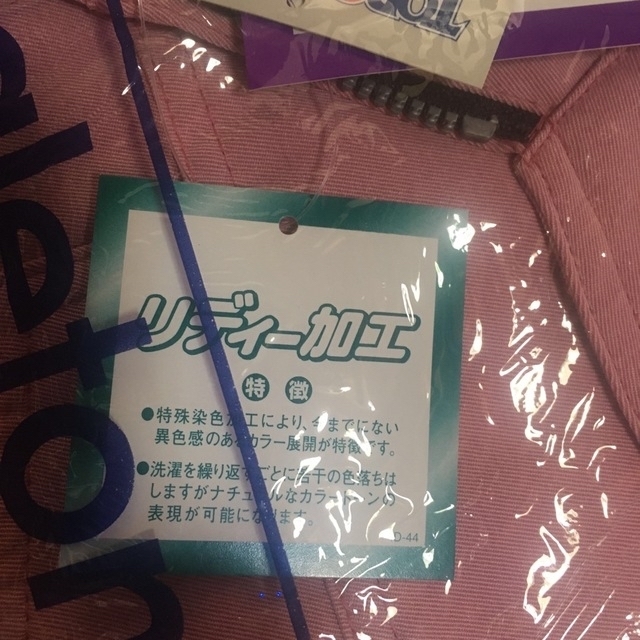 リディー加工
特徴
●特殊染色加工により、今までにない
異色感のあるカラー展開が特徴です。
●洗濯を繰り返すごとに若干の色落ちは
しますがナチュラルなカラートーンの
表現が可能になります。
D-44
gleton